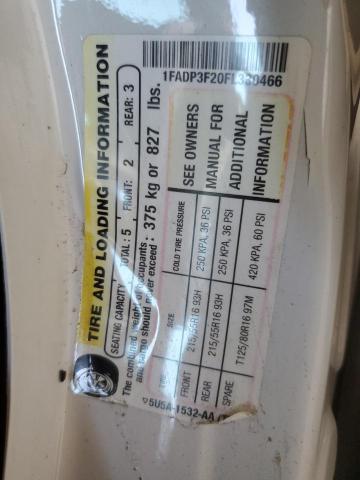 TIRE AND LOADING INFORMATION
SEATING CAPACITY TOTAL: 5 FRONT: 2 REAR: 3
The combined weight of occupants
and cargo should never exceed: 375 kg or 827 lbs.
SIZE COLD TIRE PRESSURE
FRONT 215/55R16 93H 250 KPA, 36 PSI
REAR 215/55R16 93H 250 KPA, 36 PSI
SPARE T125/80R16 97M 420 KPA, 60 PSI
SEE OWNERS
MANUAL FOR
ADDITIONAL
INFORMATION
5U5A-1532-AA